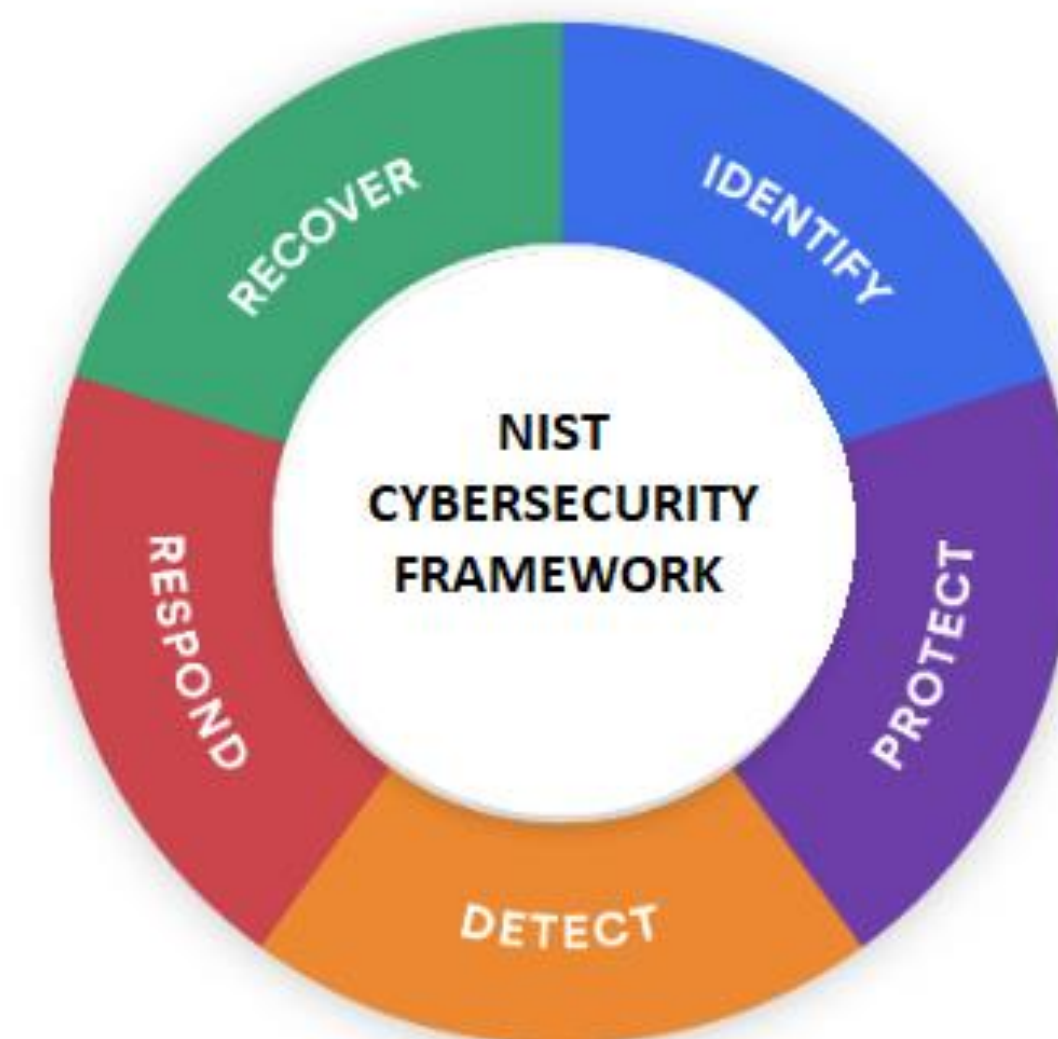 IDENTIFY
PROTECT
DETECT
RESPOND
RECOVER
NIST
CYBERSECURITY
FRAMEWORK